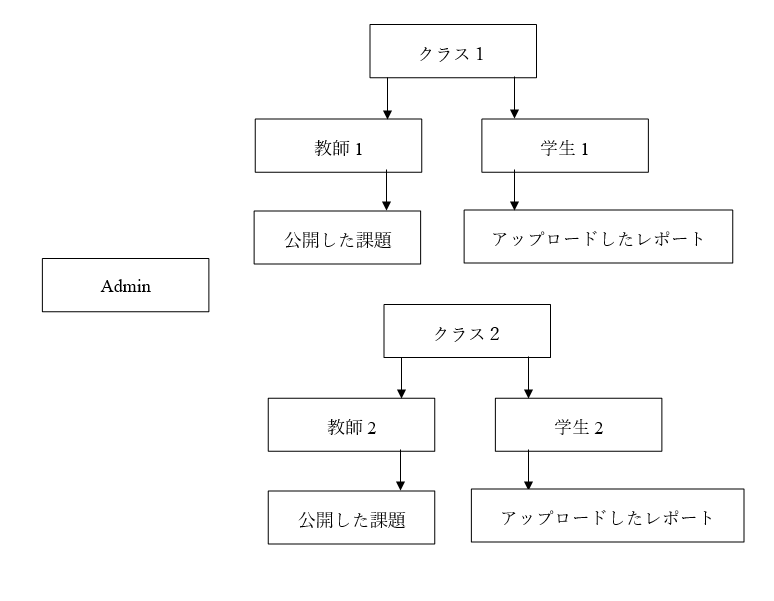 クラス1
教師1
学生1
公開した課題
アップロードしたレポート
Admin
クラス2
教師2
学生2
公開した課題
アップロードしたレポート